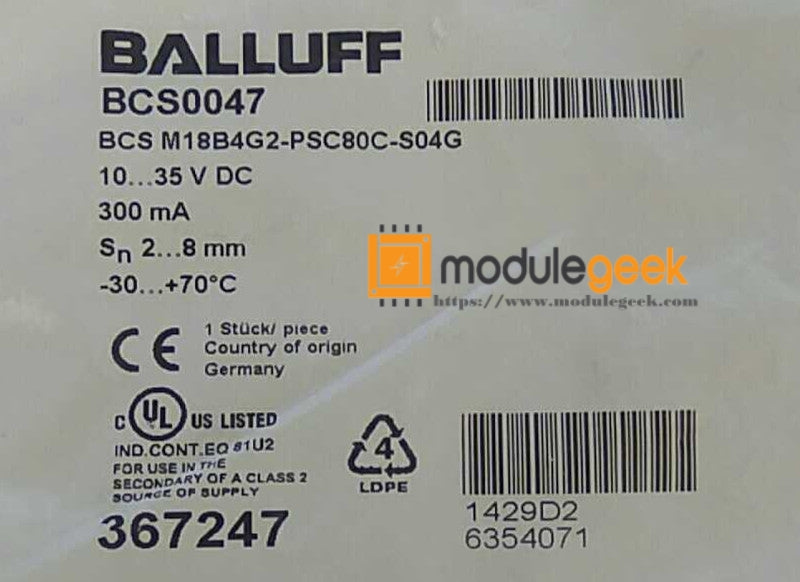 BALLUFF
BCS0047
BCS M18B4G2-PSC80C-S04G
10...35 V DC
300 mA
Sn 2...8 mm
-30...+70°C
modulegeek
https://www.modulegeek.com
CE
1 Stück/ piece
Country of origin
Germany
C UL US LISTED
IND.CONT.EQ 81U2
FOR USE IN THE
SECONDARY OF A CLASS 2
SOURCE OF SUPPLY
4
LDPE
367247
1429D2
6354071